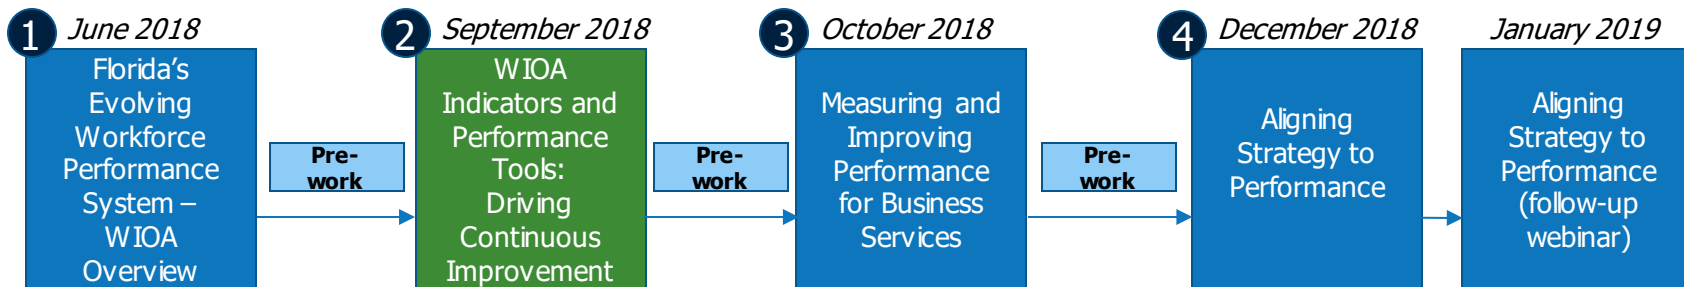 1
June 2018
Florida’s
Evolving
Workforce
Performance
System –
WIOA
Overview
Pre-
work
2
September 2018
WIOA
Indicators and
Performance
Tools:
Driving
Continuous
Improvement
Pre-
work
3
October 2018
Measuring and
Improving
Performance
for Business
Services
Pre-
work
4
December 2018
Aligning
Strategy to
Performance
January 2019
Aligning
Strategy to
Performance
(follow-up
webinar)